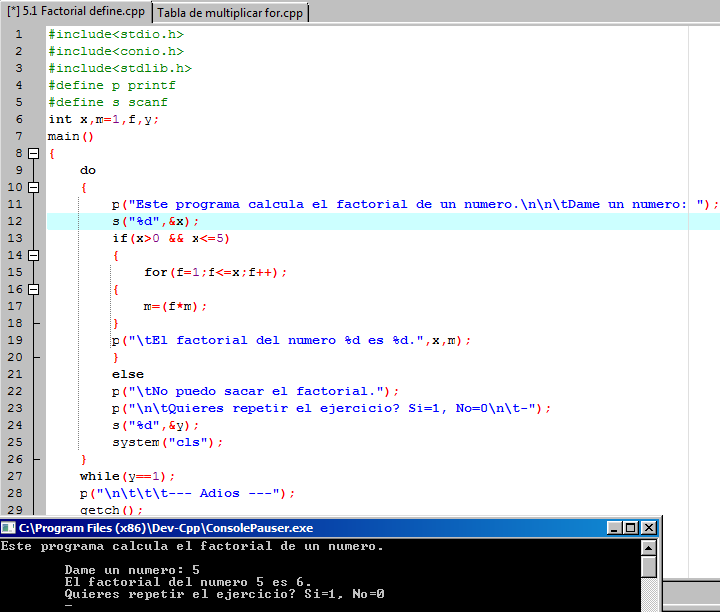 [*] 5.1 Factorial define.cpp Tabla de multiplicar for.cpp
1 #include<stdio.h>
2 #include<conio.h>
3 #include<stdlib.h>
4 #define p printf
5 #define s scanf
6 int x,m=1,f,y;
7 main()
8 {
9 do
10 {
11 p("Este programa calcula el factorial de un numero.\n\n\tDame un numero: ");
12 s("%d",&x);
13 if(x>0 && x<=5)
14 {
15 for(f=1;f<=x;f++);
16 {
17 m=(f*m);
18 }
19 p("\tEl factorial del numero %d es %d.",x,m);
20 }
21 else
22 p("\tNo puedo sacar el factorial.");
23 p("\n\tQuieres repetir el ejercicio? Si=1, No=0\n\t-");
24 s("%d",&y);
25 system("cls");
26 }
27 while(y==1);
28 p("\n\t\t\t--- Adios ---");
29 getch();
C:\Program Files (x86)\Dev-Cpp\ConsolePauser.exe
Este programa calcula el factorial de un numero.
Dame un numero: 5
El factorial del numero 5 es 6.
Quieres repetir el ejercicio? Si=1, No=0
-